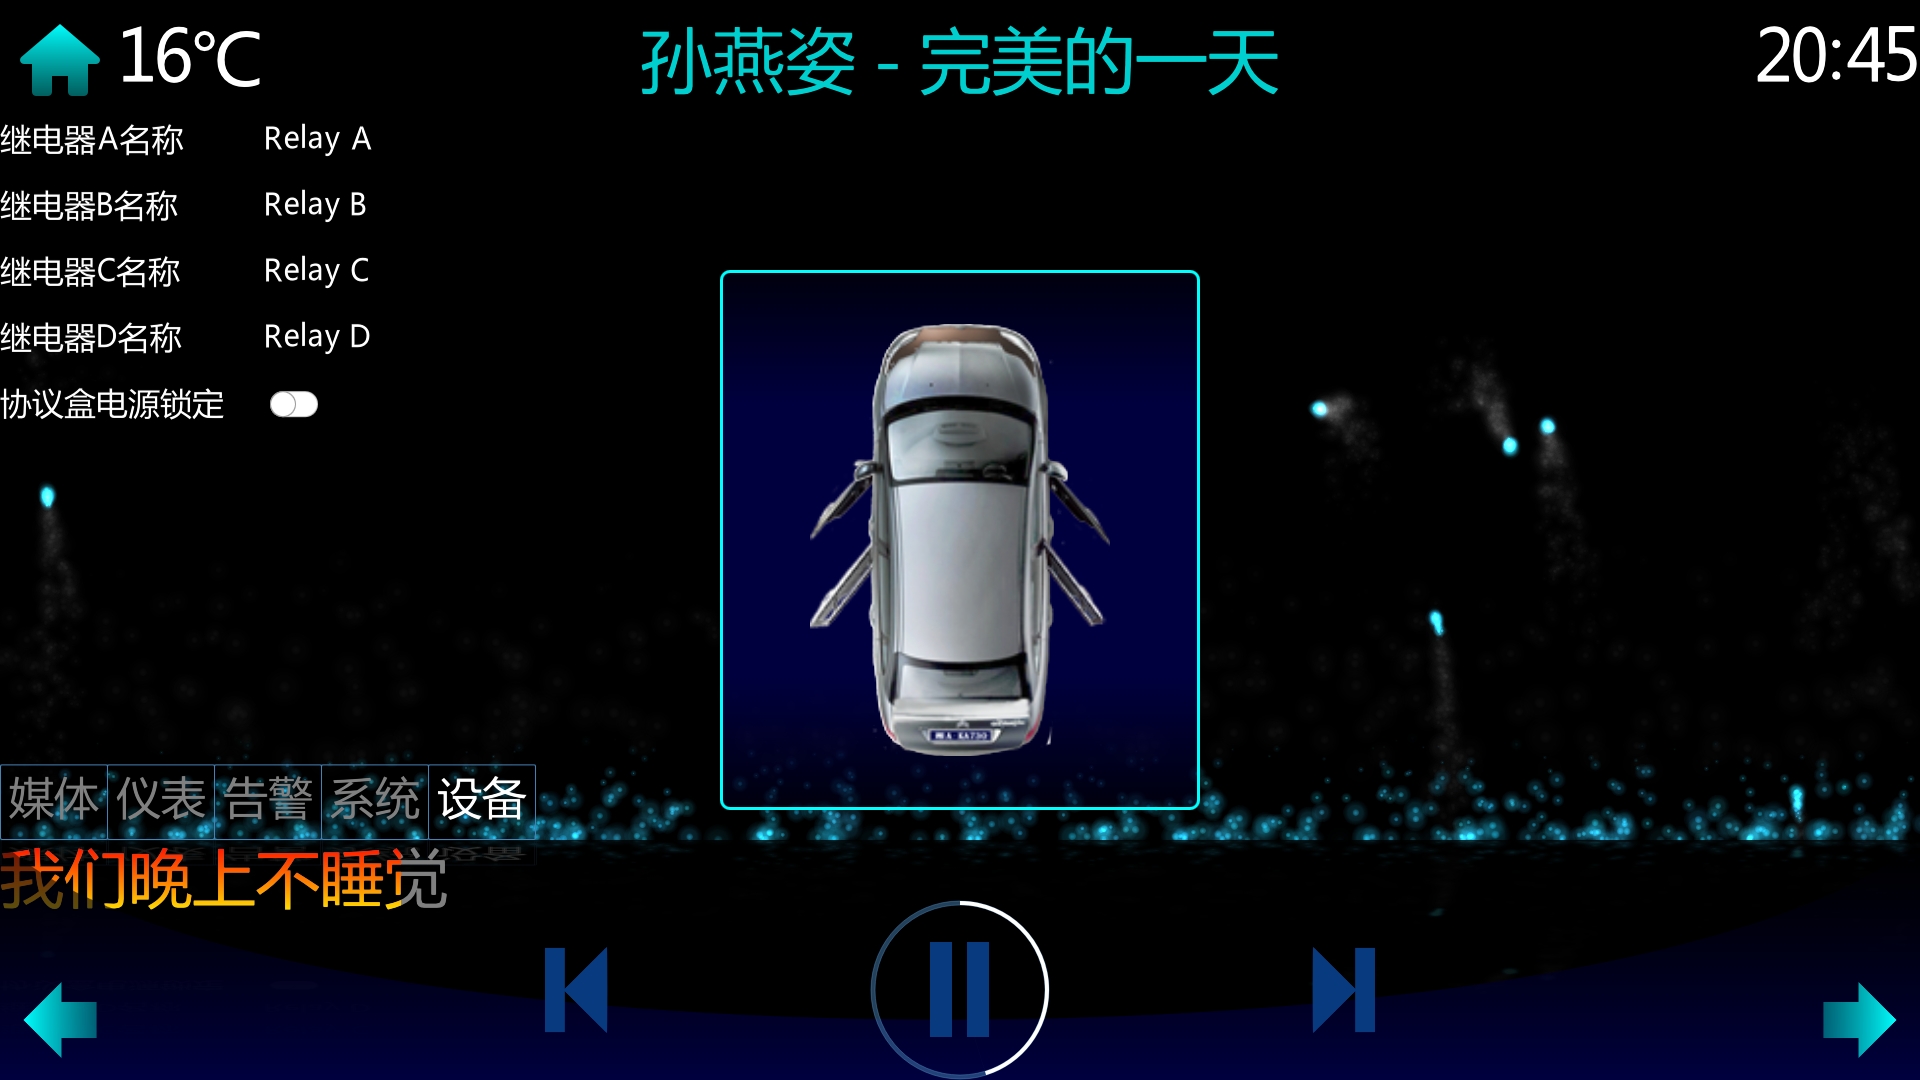 16℃
孙燕姿 - 完美的一天
20:45
继电器A名称 Relay A
继电器B名称 Relay B
继电器C名称 Relay C
继电器D名称 Relay D
协议盒电源锁定
媒体 仪表 告警 系统 设备
我们晚上不睡觉